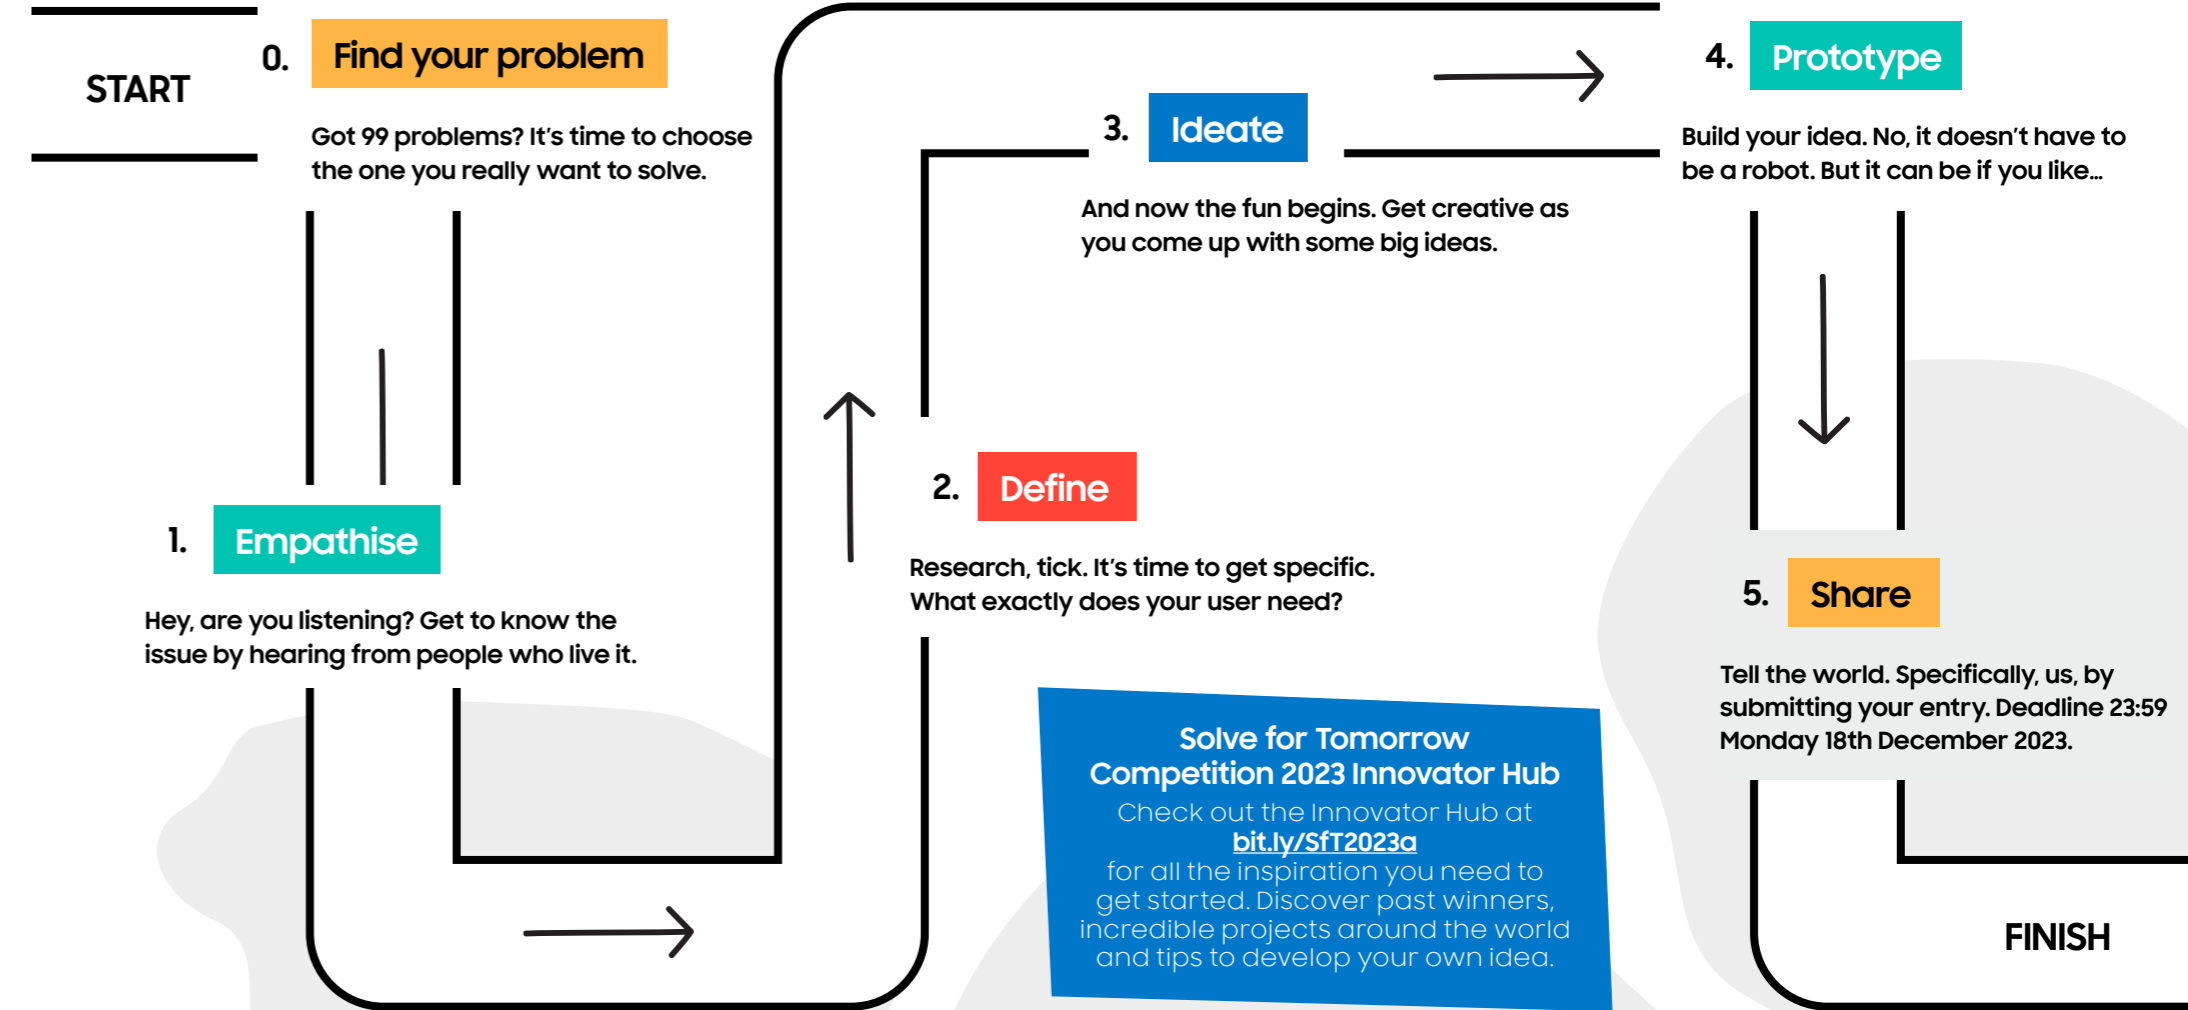 START
0.
Find your problem
Got 99 problems? It's time to choose
the one you really want to solve.
1.
Empathise
Hey, are you listening? Get to know the
issue by hearing from people who live it.
2.
Define
Research, tick. It's time to get specific.
What exactly does your user need?
3.
Ideate
And now the fun begins. Get creative as
you come up with some big ideas.
4.
Prototype
Build your idea. No, it doesn't have to
be a robot. But it can be if you like...
5.
Share
Tell the world. Specifically, us, by
submitting your entry. Deadline 23:59
Monday 18th December 2023.
Solve for Tomorrow
Competition 2023 Innovator Hub
Check out the Innovator Hub at
bit.ly/SfT2023a
for all the inspiration you need to
get started. Discover past winners,
incredible projects around the world
and tips to develop your own idea.
FINISH